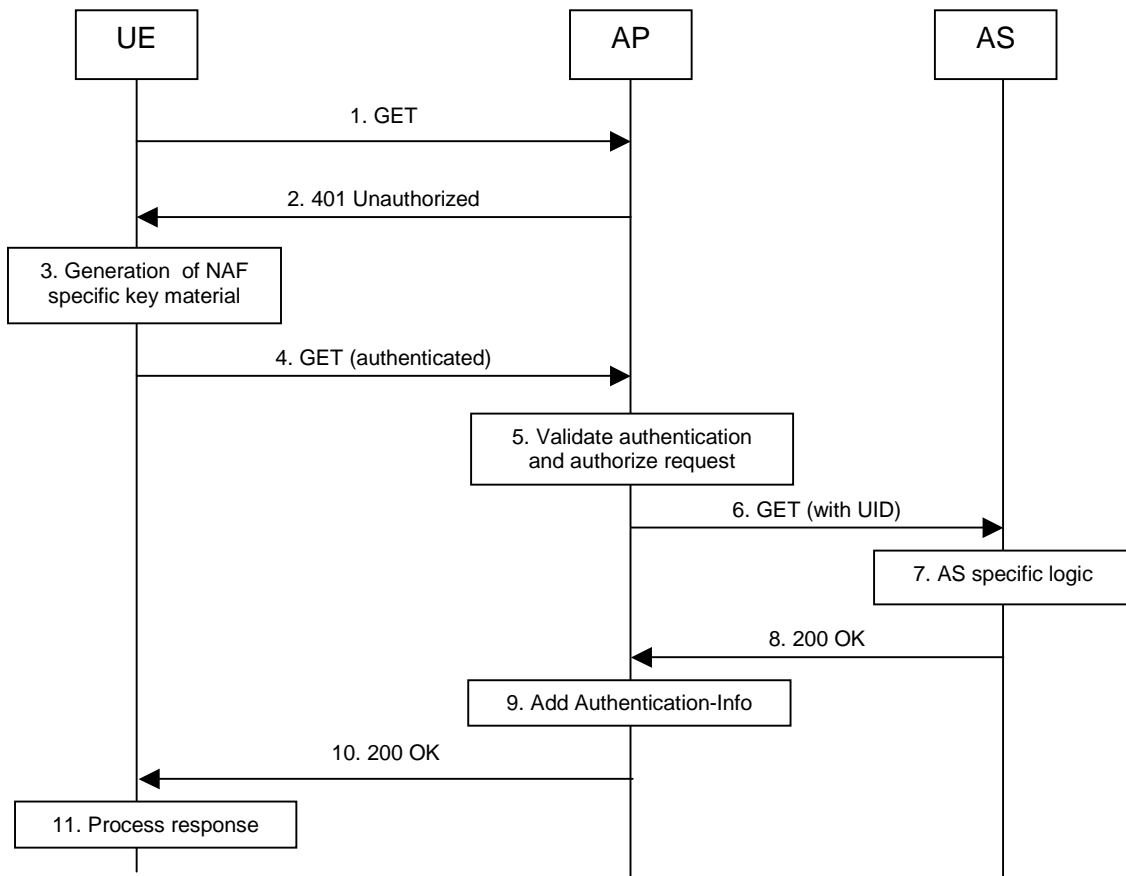 UE
AP
AS
1. GET
2. 401 Unauthorized
3. Generation of NAF
specific key material
4. GET (authenticated)
5. Validate authentication
and authorize request
6. GET (with UID)
7. AS specific logic
8. 200 OK
9. Add Authentication-Info
10. 200 OK
11. Process response